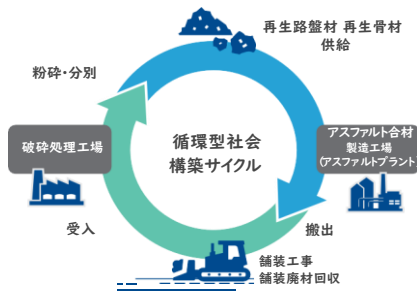 再生路盤材 再生骨材
供給
粉砕・分別
循環型社会
構築サイクル
破砕処理工場
アスファルト合材
製造工場
(アスファルトプラント)
受入
搬出
舗装工事
舗装廃材回収